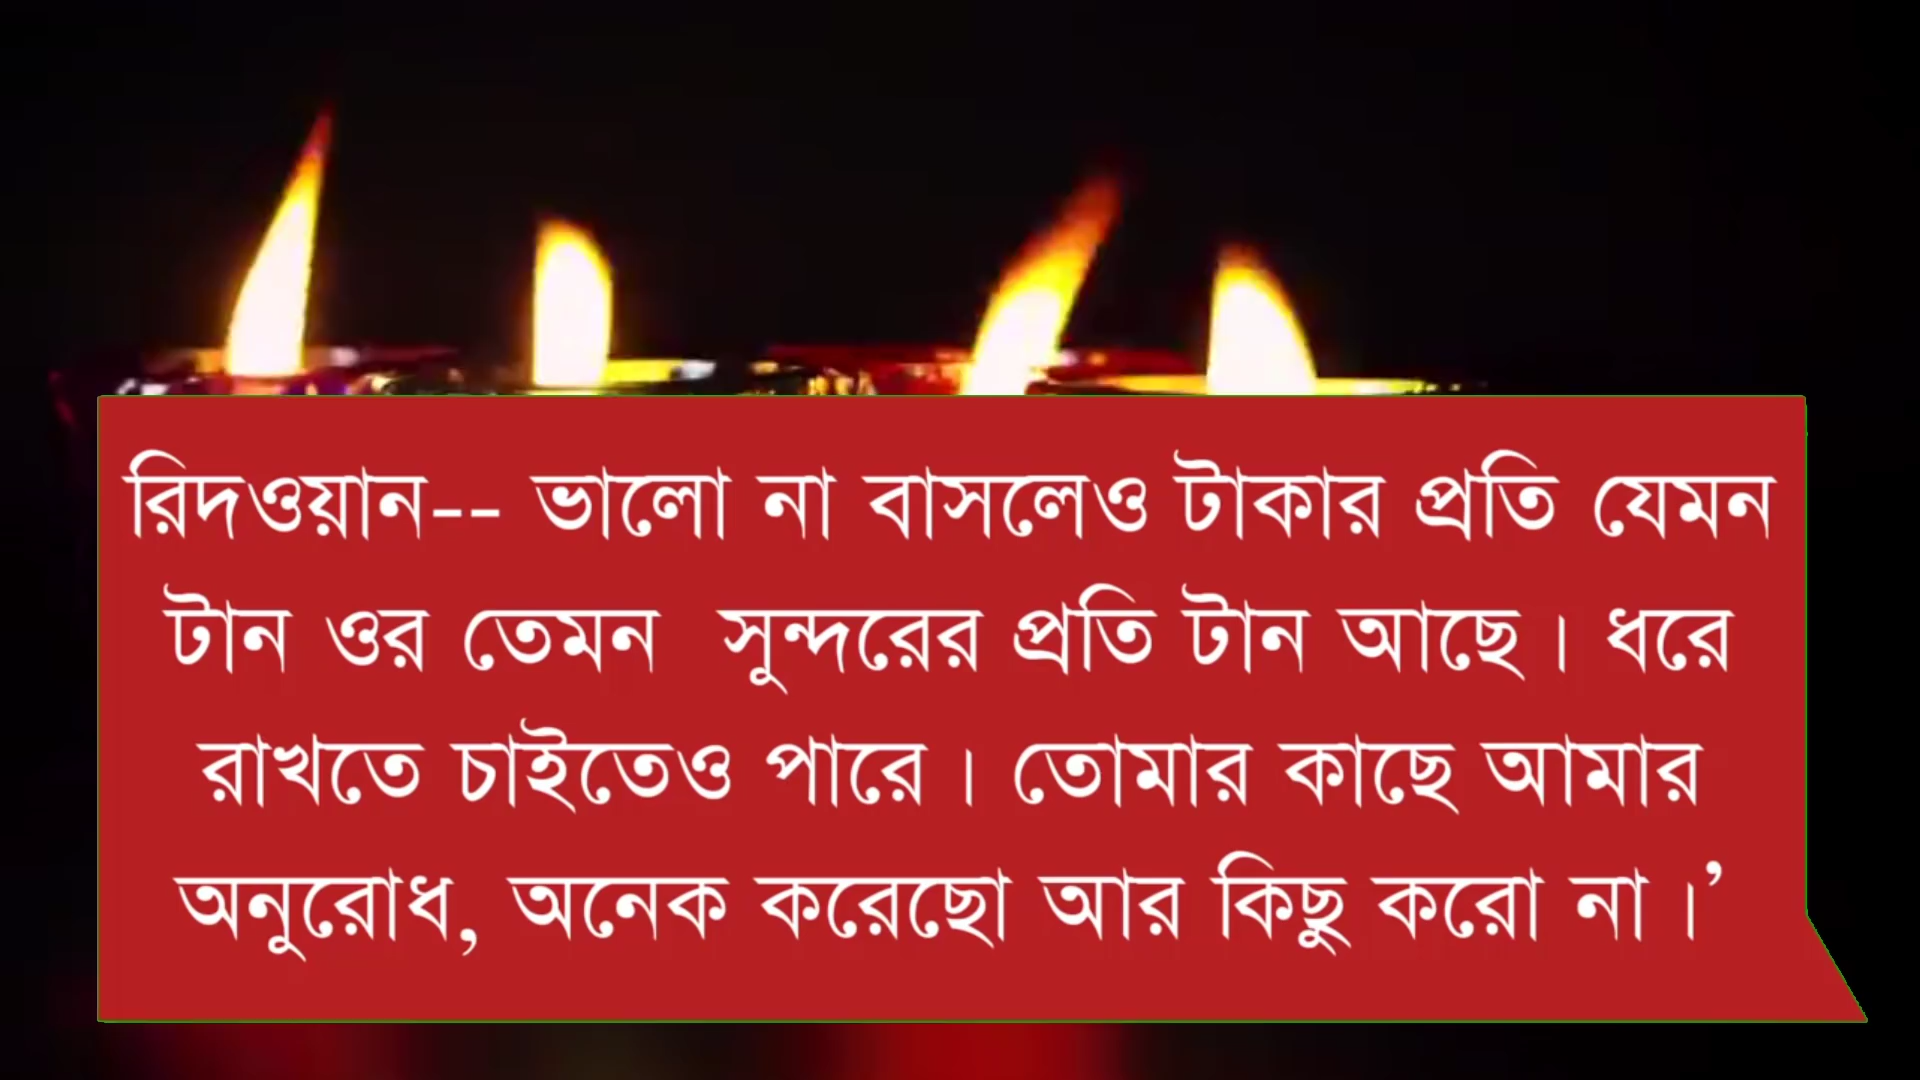 রিদওয়ান-- ভালো না বাসলেও টাকার প্রতি যেমন
টান ওর তেমন  সুন্দরের প্রতি টান আছে। ধরে
রাখতে চাইতেও পারে। তোমার কাছে আমার
অনুরোধ, অনেক করেছো আর কিছু করো না।’